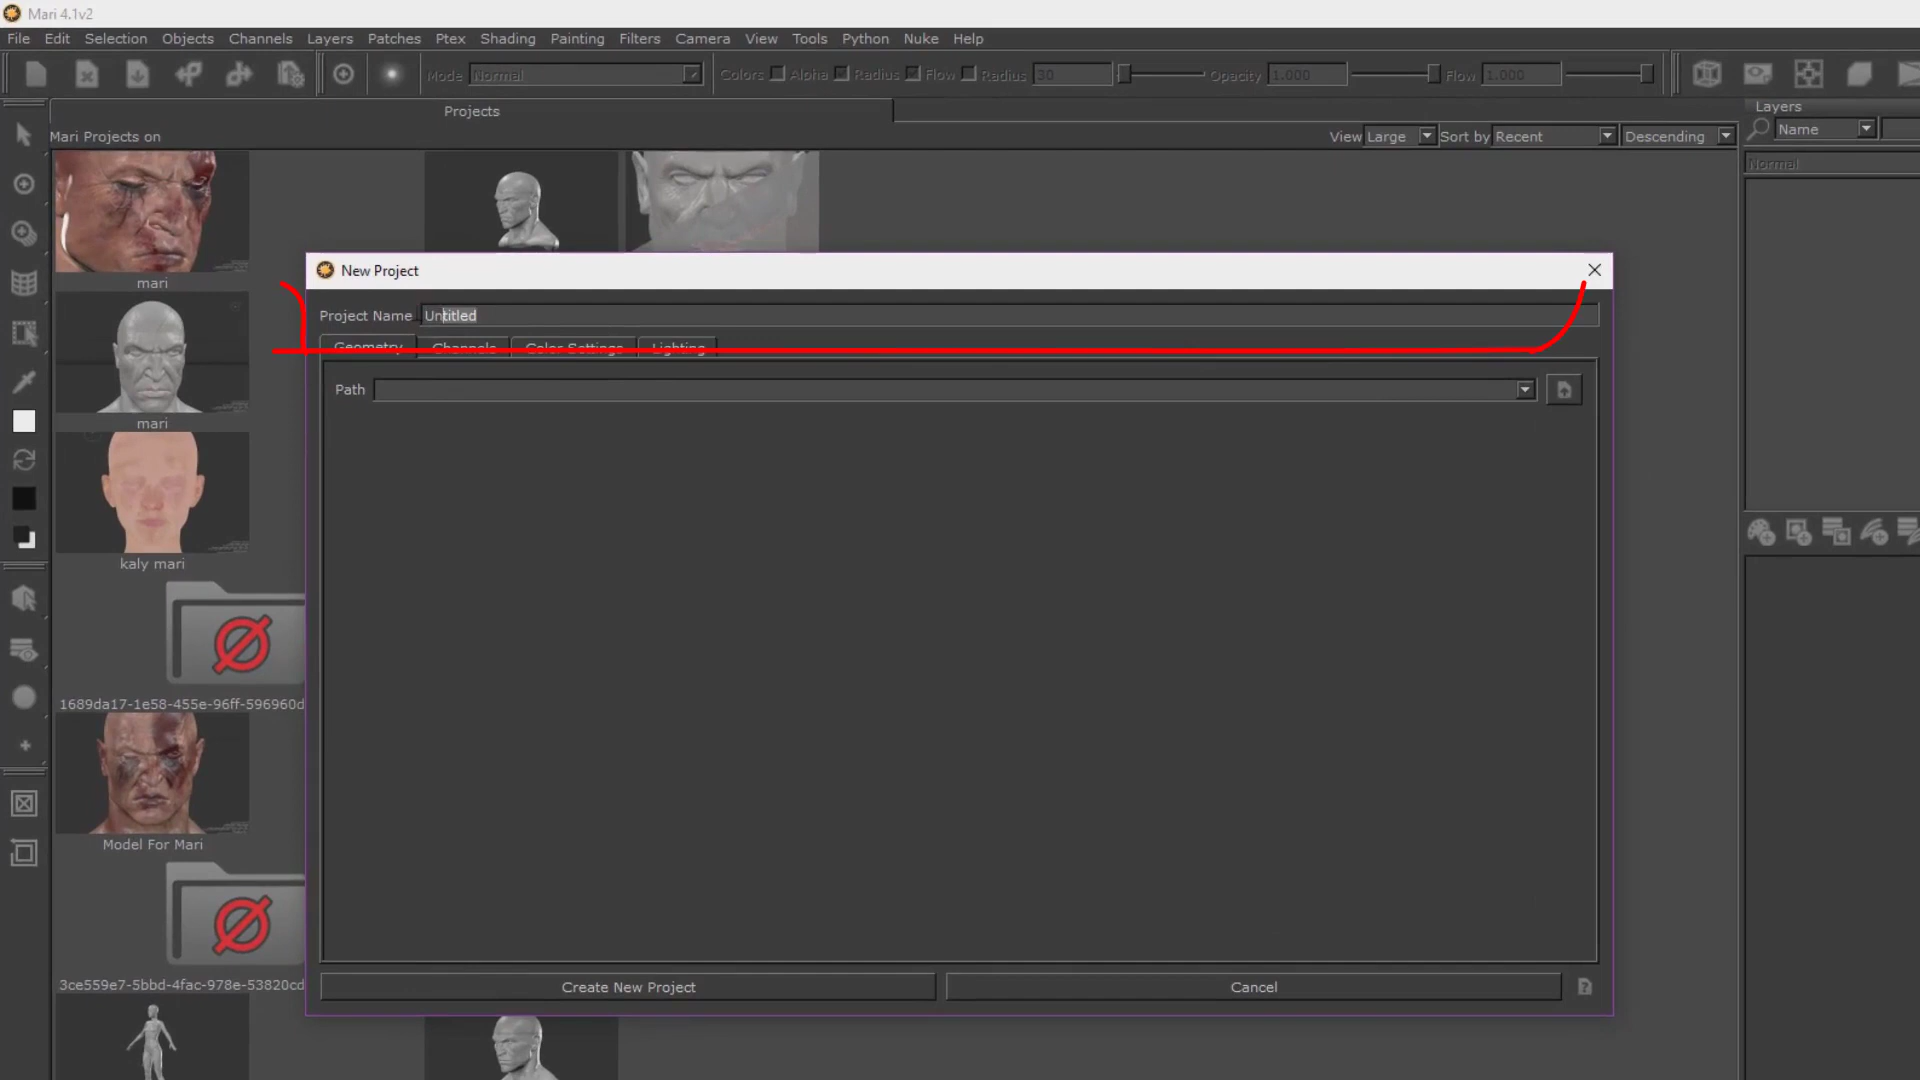 Mari 4.1v2
File Edit Selection Objects Channels Layers Patches Ptex Shading Painting Filters Camera View Tools Python Nuke Help
Mode Normal Colors Alpha Radius Flow Radius 30 Opacity 1.000 Flow 1.000
Projects
Layers
Mari Projects on
View Large Sort by Recent Descending
Name
Normal
mari
New Project
Project Name Untitled
Geometry Channels Color Settings Lighting
Path
mari
kaly mari
1689da17-1e58-455e-96ff-596960d
Model For Mari
3ce559e7-5bbd-4fac-978e-53820cd
Create New Project
Cancel